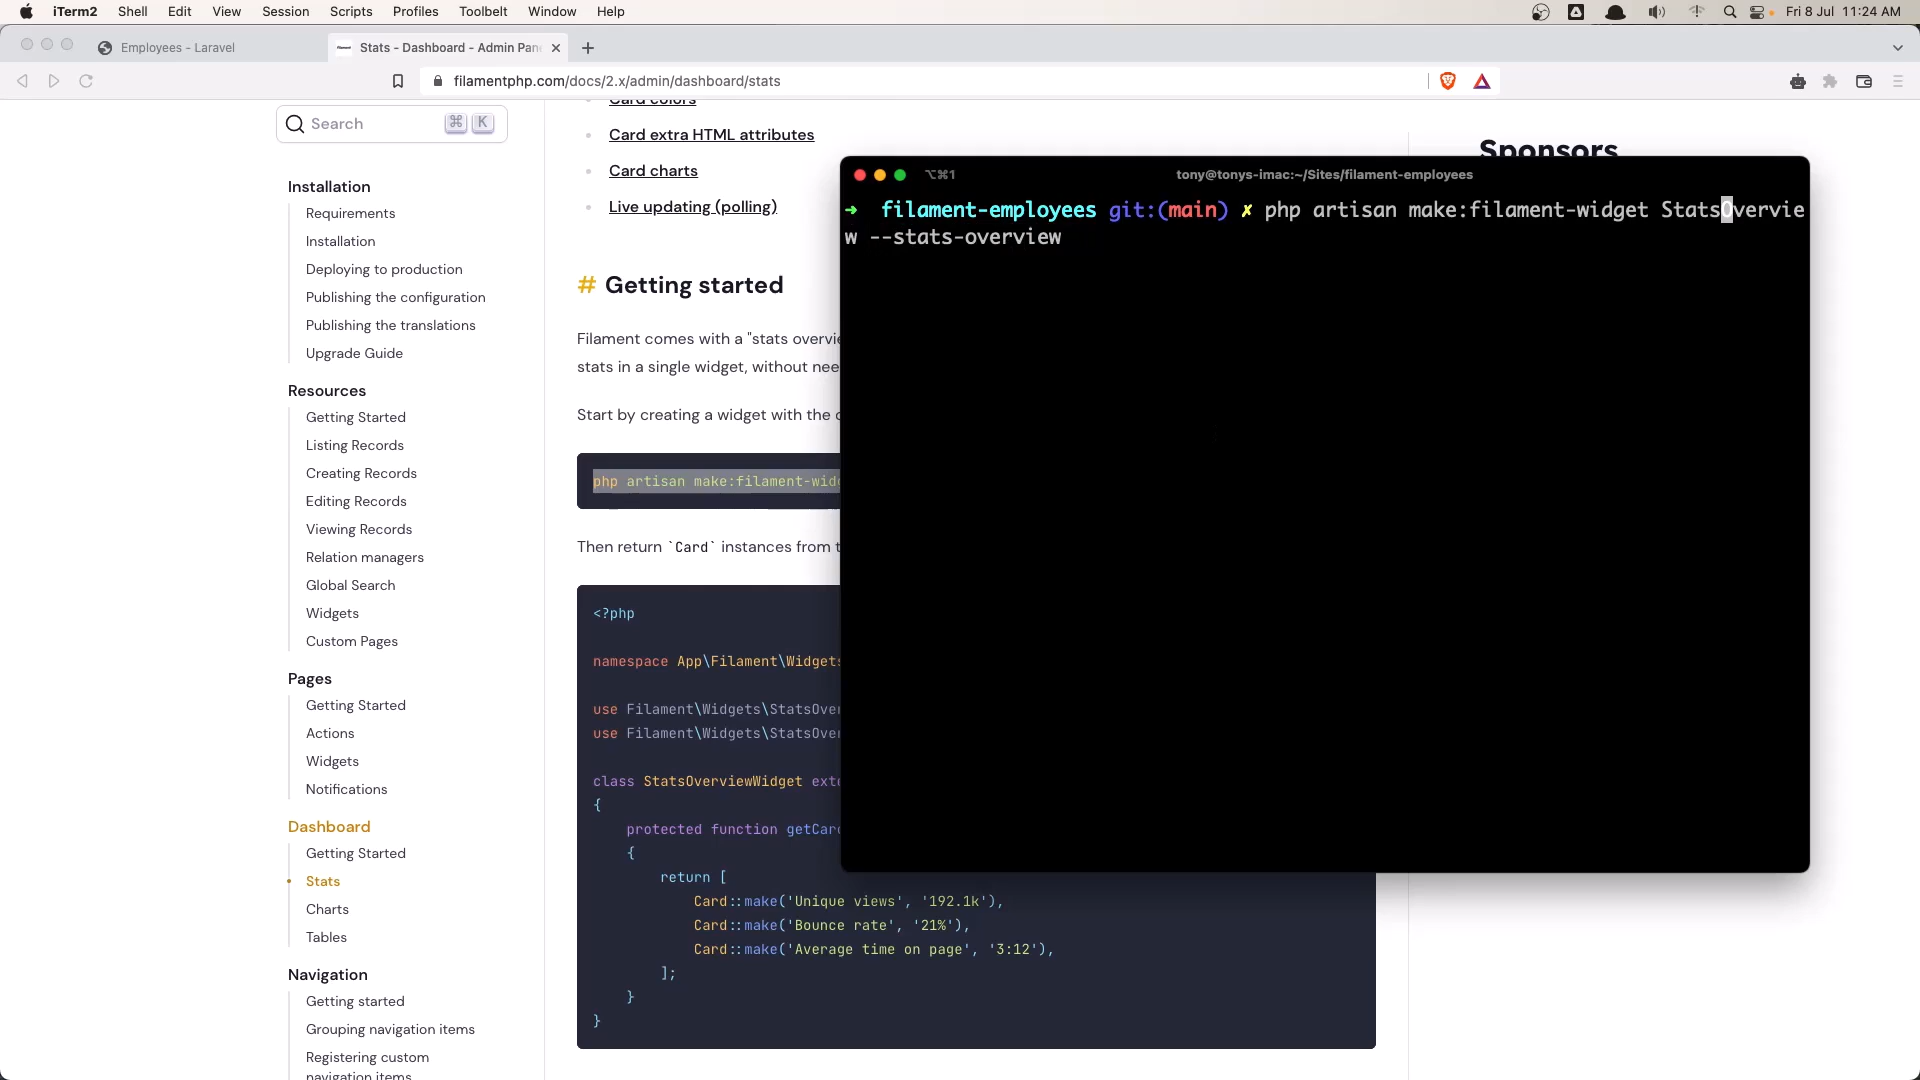 iTerm2 Shell Edit View Session Scripts Profiles Toolbelt Window Help Fri 8 Jul 11:24 AM
Employees - Laravel
Stats - Dashboard - Admin Pan
filamentphp.com/docs/2.x/admin/dashboard/stats
Search ⌘ K
Installation
Requirements
Installation
Deploying to production
Publishing the configuration
Publishing the translations
Upgrade Guide
Resources
Getting Started
Listing Records
Creating Records
Editing Records
Viewing Records
Relation managers
Global Search
Widgets
Custom Pages
Pages
Getting Started
Actions
Widgets
Notifications
Dashboard
Getting Started
Stats
Charts
Tables
Navigation
Getting started
Grouping navigation items
Registering custom
navigation items
Card colors
Card extra HTML attributes
Card charts
Live updating (polling)
# Getting started
Filament comes with a "stats overvie
stats in a single widget, without nee
Start by creating a widget with the
php artisan make:filament-wid
Then return `Card` instances from
<?php
namespace App\Filament\Widgets
use Filament\Widgets\StatsOver
use Filament\Widgets\StatsOver
class StatsOverviewWidget exte
{
protected function getCard
{
return [
Card::make('Unique views', '192.1k'),
Card::make('Bounce rate', '21%'),
Card::make('Average time on page', '3:12'),
];
}
}
Sponsors
⌥⌘1 tony@tonys-imac:~/Sites/filament-employees
➜ filament-employees git:(main) ✗ php artisan make:filament-widget StatsOvervie
w --stats-overview